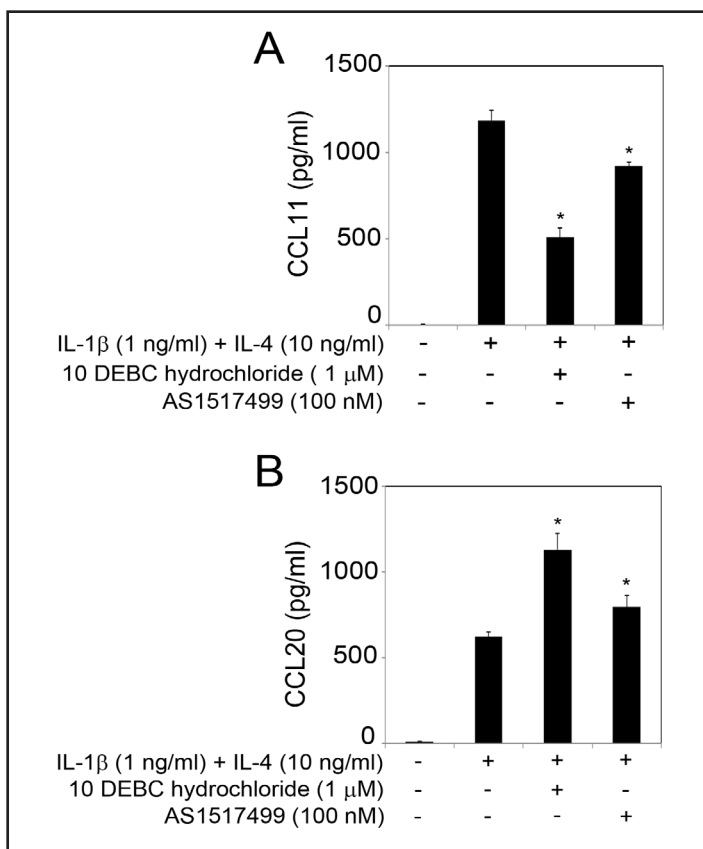 A
1500
1000
500
0
CCL11 (pg/ml)
*
*
IL-1β (1 ng/ml) + IL-4 (10 ng/ml) - + + +
10 DEBC hydrochloride ( 1 μM) - - + -
AS1517499 (100 nM) - - - +
B
1500
1000
500
0
CCL20 (pg/ml)
*
*
IL-1β (1 ng/ml) + IL-4 (10 ng/ml) - + + +
10 DEBC hydrochloride (1 μM) - - + -
AS1517499 (100 nM) - - - +